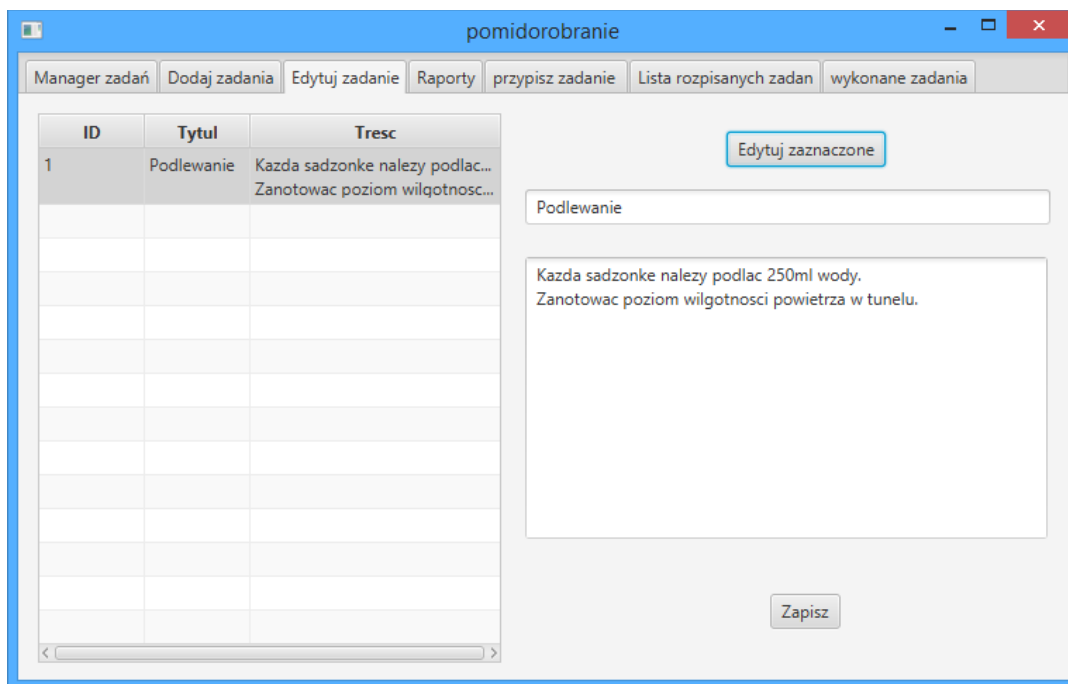 pomidorobranie
Manager zadań Dodaj zadania Edytuj zadanie Raporty przypisz zadanie Lista rozpisanych zadan wykonane zadania
ID Tytul Tresc
1 Podlewanie Kazda sadzonke nalezy podlac...
Zanotowac poziom wilgotnosc...
Edytuj zaznaczone
Podlewanie
Kazda sadzonke nalezy podlac 250ml wody.
Zanotowac poziom wilgotnosci powietrza w tunelu.
Zapisz